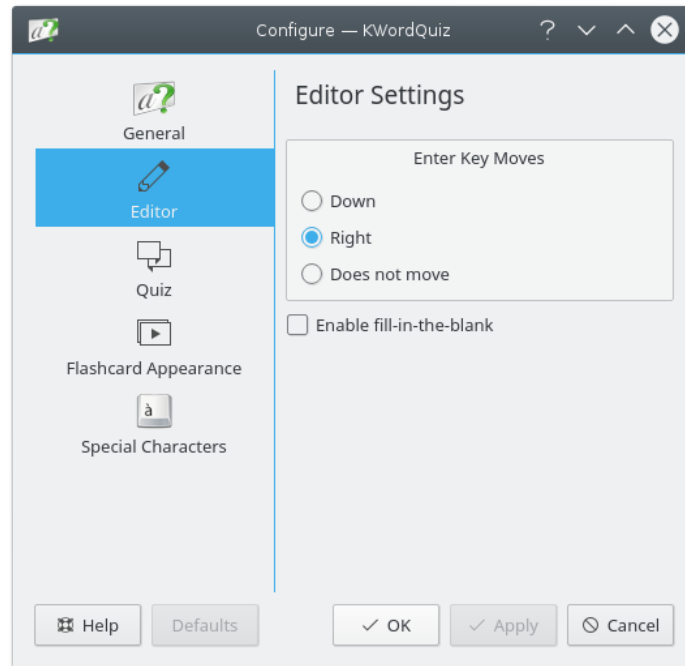 Configure — KWordQuiz
General
Editor
Quiz
Flashcard Appearance
Special Characters
Editor Settings
Enter Key Moves
Down
Right
Does not move
Enable fill-in-the-blank
Help Defaults OK Apply Cancel